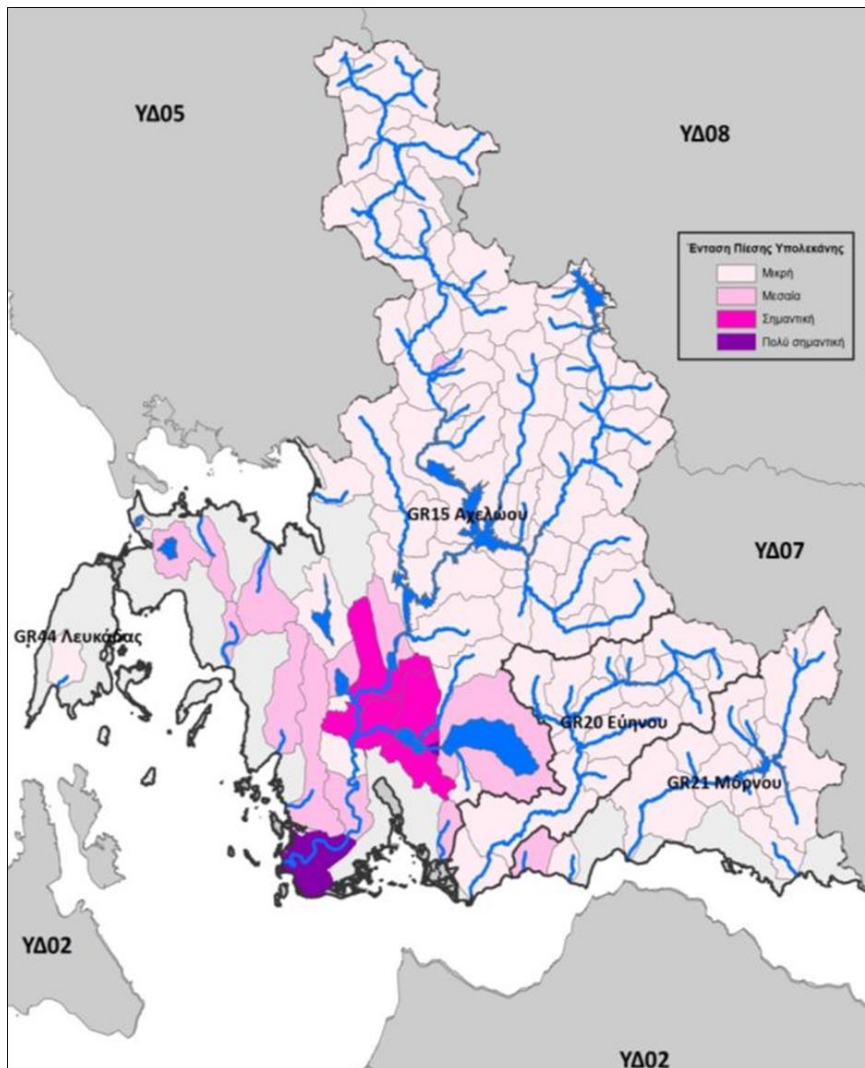 ΥΔ05
ΥΔ08
Ένταση Πίεσης Υπολεκάνης
Μικρή
Μεσαία
Σημαντική
Πολύ σημαντική
GR15 Αχελώου
ΥΔ07
GR44 Λευκάδας
GR20 Εύηνου
GR21 Μόρνου
ΥΔ02
ΥΔ02